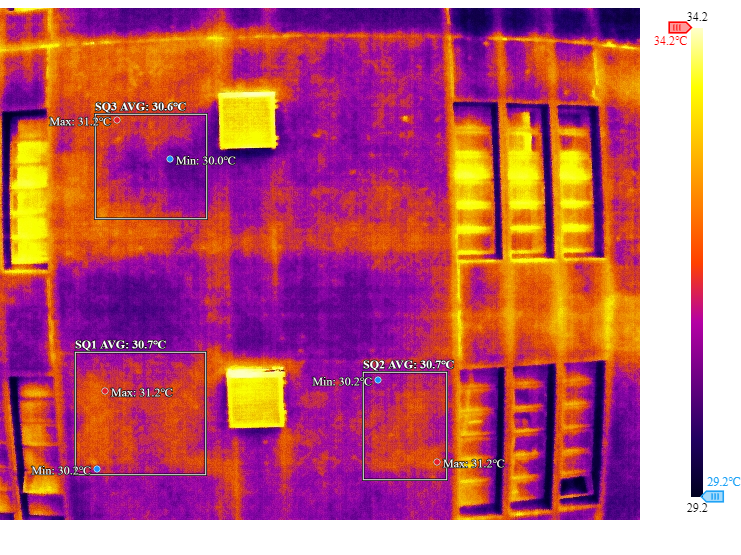 34.2
34.2℃
SQ3 AVG: 30.6℃
Max: 31.2℃
Min: 30.0℃
SQ1 AVG: 30.7℃
SQ2 AVG: 30.7℃
Min: 30.2℃
Max: 31.2℃
Max: 31.2℃
Min: 30.2℃
29.2℃
29.2